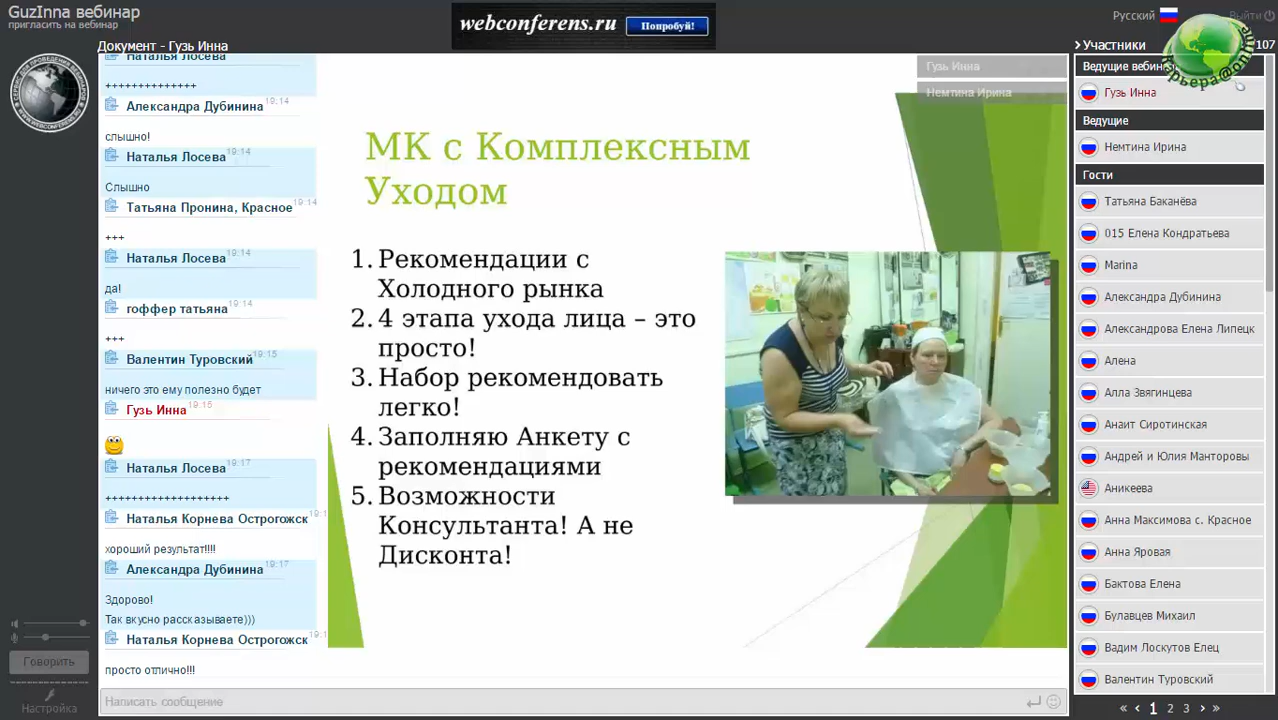 GuzInna вебинар
пригласить на вебинар
webconferens.ru
Попробуй!
Русский
Выйти
Документ - Гузь Инна
Наталья Лосева
++++++++++++++
Александра Дубинина 19:14
слышно!
Наталья Лосева 19:14
Слышно
Татьяна Пронина, Красное 19:14
+++
Наталья Лосева 19:14
да!
гоффер татьяна 19:14
+++
Валентин Туровский 19:15
ничего это ему полезно будет
Гузь Инна 19:15
Наталья Лосева 19:17
+++++++++++++++++++
Наталья Корнева Острогожск
хороший результат!!!!
Александра Дубинина 19:17
Здорово!
Так вкусно рассказываете)))
Наталья Корнева Острогожск
просто отлично!!!
Написать сообщение
Говорить
Настройка
Гузь Инна
Немтина Ирина
МК с Комплексным
Уходом
1. Рекомендации с
Холодного рынка
2. 4 этапа ухода лица – это
просто!
3. Набор рекомендовать
легко!
4. Заполняю Анкету с
рекомендациями
5. Возможности
Консультанта! А не
Дисконта!
Участники
107
Ведущие
Гузь Инна
Ведущие
Немтина Ирина
Гости
Татьяна Баканёва
015 Елена Кондратьева
Marina
Александра Дубинина
Александрова Елена Липецк
Алена
Алла Звягинцева
Анаит Сиротинская
Андрей и Юлия Манторовы
Аникеева
Анна Максимова с. Красное
Анна Яровая
Бактова Елена
Булавцев Михаил
Вадим Лоскутов Елец
Валентин Туровский
« ‹ 1 2 3 › »